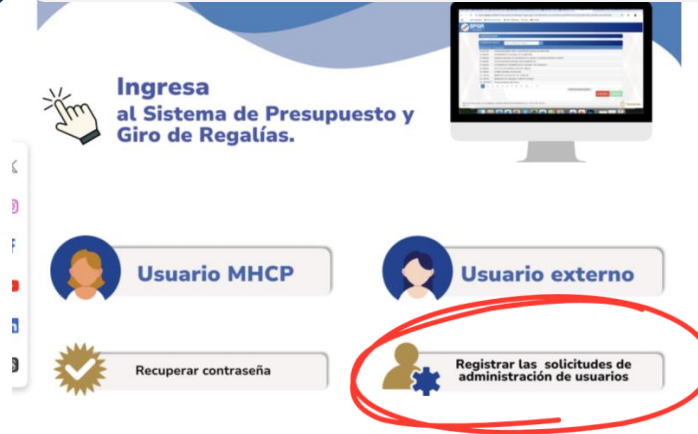 Ingresa
al Sistema de Presupuesto y
Giro de Regalías.
Usuario MHCP
Usuario externo
Recuperar contraseña
Registrar las solicitudes de
administración de usuarios